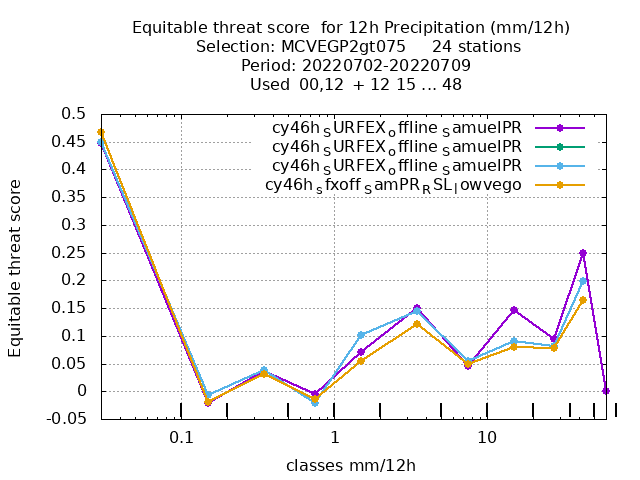 Equitable threat score for 12h Precipitation (mm/12h)
Selection: MCVEGP2gt075 24 stations
Period: 20220702-20220709
Used 00,12 + 12 15 ... 48
cy46h_SURFEX_offline_SamuelPR
cy46h_SURFEX_offline_SamuelPR
cy46h_SURFEX_offline_SamuelPR
cy46h_sfxoff_SamPR_RSL_lowvego
Equitable threat score
0.5
0.45
0.4
0.35
0.3
0.25
0.2
0.15
0.1
0.05
0
-0.05
0.1 1 10
classes mm/12h